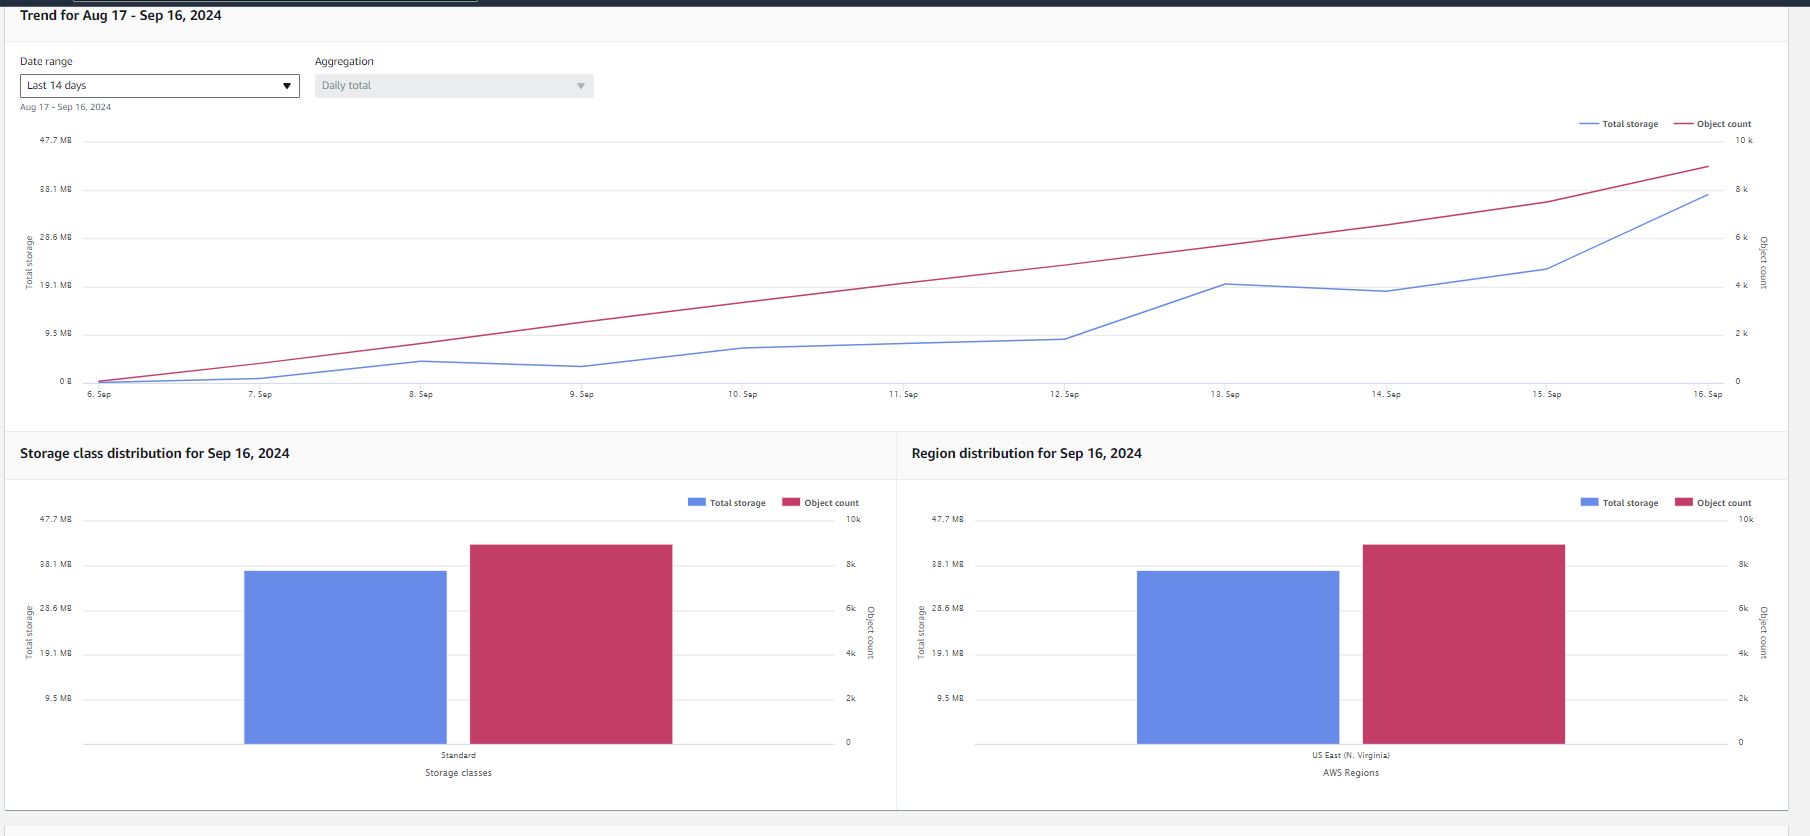 Trend for Aug 17 - Sep 16, 2024
Date range
Aggregation
Last 14 days
Daily total
Aug 17 - Sep 16, 2024
Total storage
Object count
47.7 MB
38.1 MB
28.6 MB
19.1 MB
9.5 MB
0 B
Total storage
10 k
8 k
6 k
4 k
2 k
0
Object count
6. Sep
7. Sep
8. Sep
9. Sep
10. Sep
11. Sep
12. Sep
13. Sep
14. Sep
15. Sep
16. Sep
Storage class distribution for Sep 16, 2024
Total storage
Object count
47.7 MB
38.1 MB
28.6 MB
19.1 MB
9.5 MB
Total storage
10k
8k
6k
4k
2k
0
Object count
Standard
Storage classes
Region distribution for Sep 16, 2024
Total storage
Object count
47.7 MB
38.1 MB
28.6 MB
19.1 MB
9.5 MB
Total storage
10k
8k
6k
4k
2k
0
Object count
US East (N. Virginia)
AWS Regions